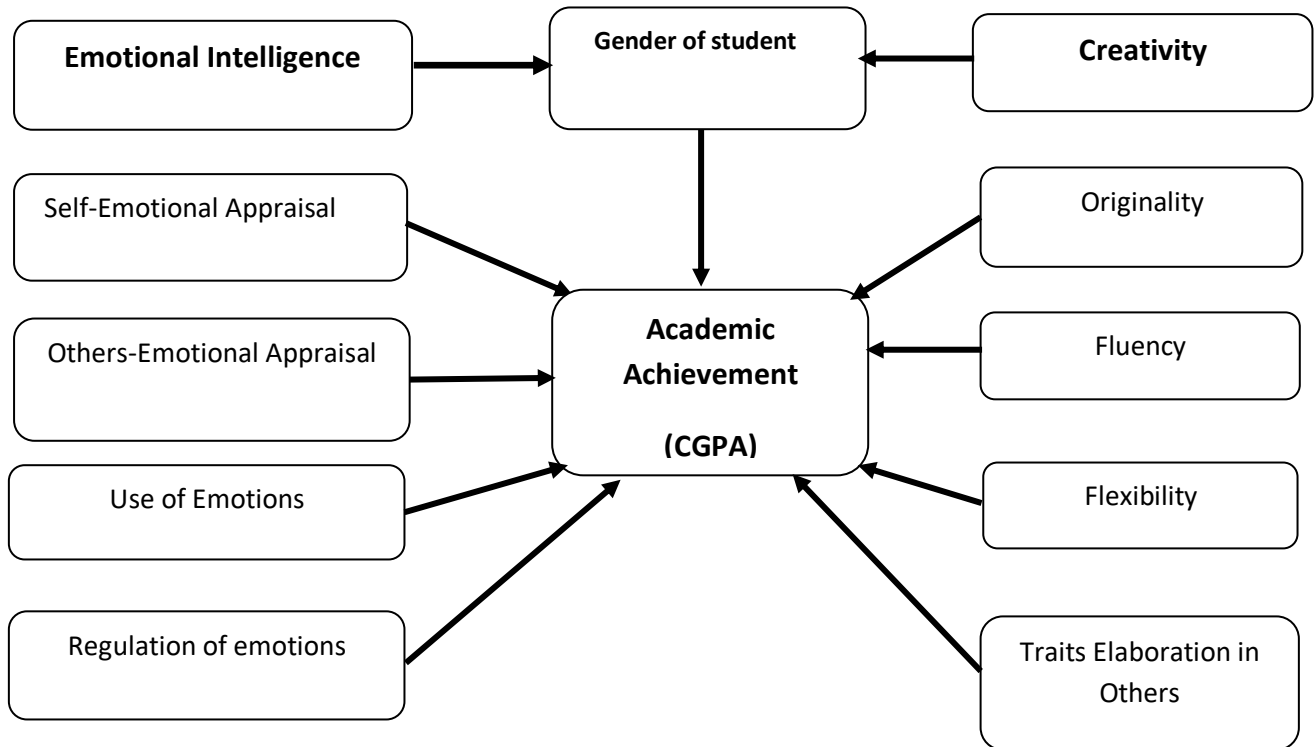 Emotional Intelligence
Gender of student
Creativity
Self-Emotional Appraisal
Originality
Others-Emotional Appraisal
Academic
Achievement
(CGPA)
Fluency
Use of Emotions
Flexibility
Regulation of emotions
Traits Elaboration in
Others